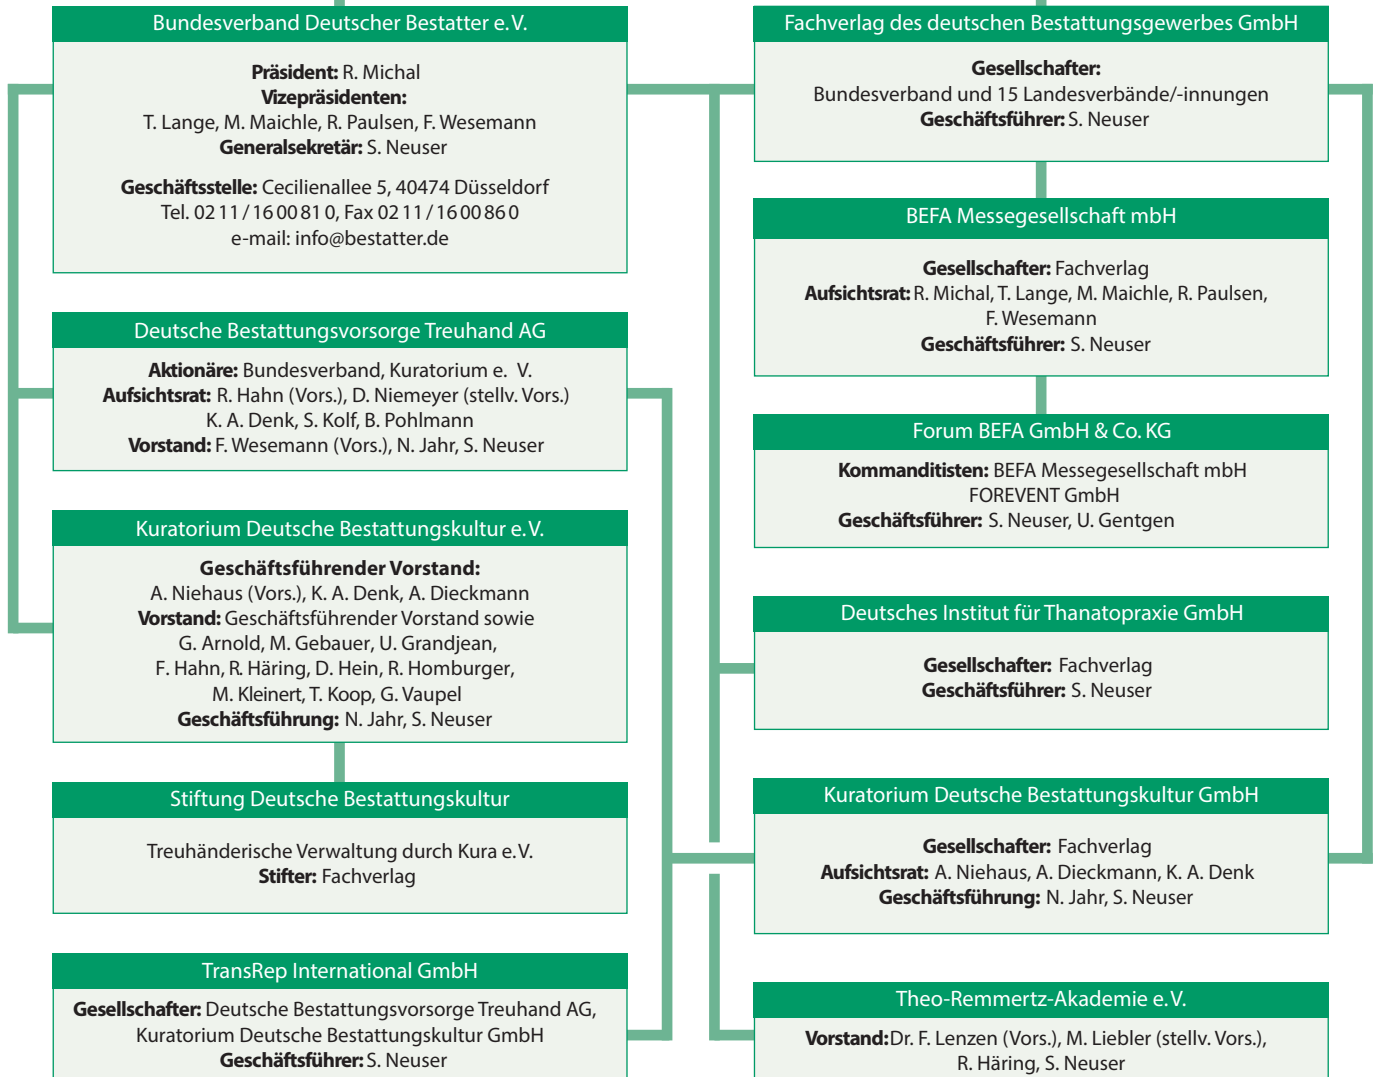 Bundesverband Deutscher Bestatter e.V.
Präsident: R. Michal
Vizepräsidenten:
T. Lange, M. Maichle, R. Paulsen, F. Wesemann
Generalsekretär: S. Neuser
Geschäftsstelle: Cecilienallee 5, 40474 Düsseldorf
Tel. 02 11 / 16 00 81 0, Fax 02 11 / 16 00 86 0
e-mail: info@bestatter.de
Deutsche Bestattungsvorsorge Treuhand AG
Aktionäre: Bundesverband, Kuratorium e. V.
Aufsichtsrat: R. Hahn (Vors.), D. Niemeyer (stellv. Vors.)
K. A. Denk, S. Kolf, B. Pohlmann
Vorstand: F. Wesemann (Vors.), N. Jahr, S. Neuser
Kuratorium Deutsche Bestattungskultur e.V.
Geschäftsführender Vorstand:
A. Niehaus (Vors.), K. A. Denk, A. Dieckmann
Vorstand: Geschäftsführender Vorstand sowie
G. Arnold, M. Gebauer, U. Grandjean,
F. Hahn, R. Häring, D. Hein, R. Homburger,
M. Kleinert, T. Koop, G. Vaupel
Geschäftsführung: N. Jahr, S. Neuser
Stiftung Deutsche Bestattungskultur
Treuhänderische Verwaltung durch Kura e.V.
Stifter: Fachverlag
TransRep International GmbH
Gesellschafter: Deutsche Bestattungsvorsorge Treuhand AG,
Kuratorium Deutsche Bestattungskultur GmbH
Geschäftsführer: S. Neuser
Fachverlag des deutschen Bestattungsgewerbes GmbH
Gesellschafter:
Bundesverband und 15 Landesverbände/-innungen
Geschäftsführer: S. Neuser
BEFA Messegesellschaft mbH
Gesellschafter: Fachverlag
Aufsichtsrat: R. Michal, T. Lange, M. Maichle, R. Paulsen,
F. Wesemann
Geschäftsführer: S. Neuser
Forum BEFA GmbH & Co. KG
Kommanditisten: BEFA Messegesellschaft mbH
FOREVENT GmbH
Geschäftsführer: S. Neuser, U. Gentgen
Deutsches Institut für Thanatopraxie GmbH
Gesellschafter: Fachverlag
Geschäftsführer: S. Neuser
Kuratorium Deutsche Bestattungskultur GmbH
Gesellschafter: Fachverlag
Aufsichtsrat: A. Niehaus, A. Dieckmann, K. A. Denk
Geschäftsführung: N. Jahr, S. Neuser
Theo-Remmertz-Akademie e.V.
Vorstand: Dr. F. Lenzen (Vors.), M. Liebler (stellv. Vors.),
R. Häring, S. Neuser